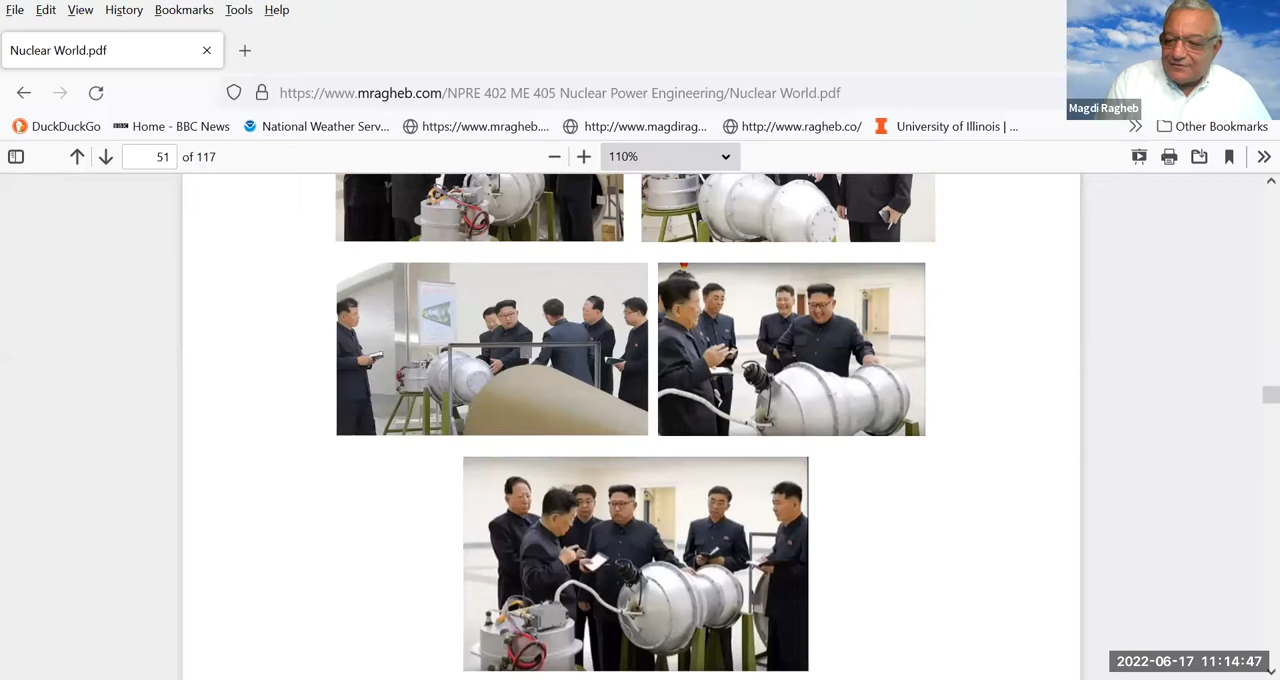 File Edit View History Bookmarks Tools Help
Nuclear World.pdf
https://www.mragheb.com/NPRE 402 ME 405 Nuclear Power Engineering/Nuclear World.pdf
Magdi Ragheb
DuckDuckGo BBC Home - BBC News National Weather Serv... https://www.mragheb.... http://www.magdirag... http://www.ragheb.co/ University of Illinois | ... Other Bookmarks
51 of 117 110%
2022-06-17 11:14:47